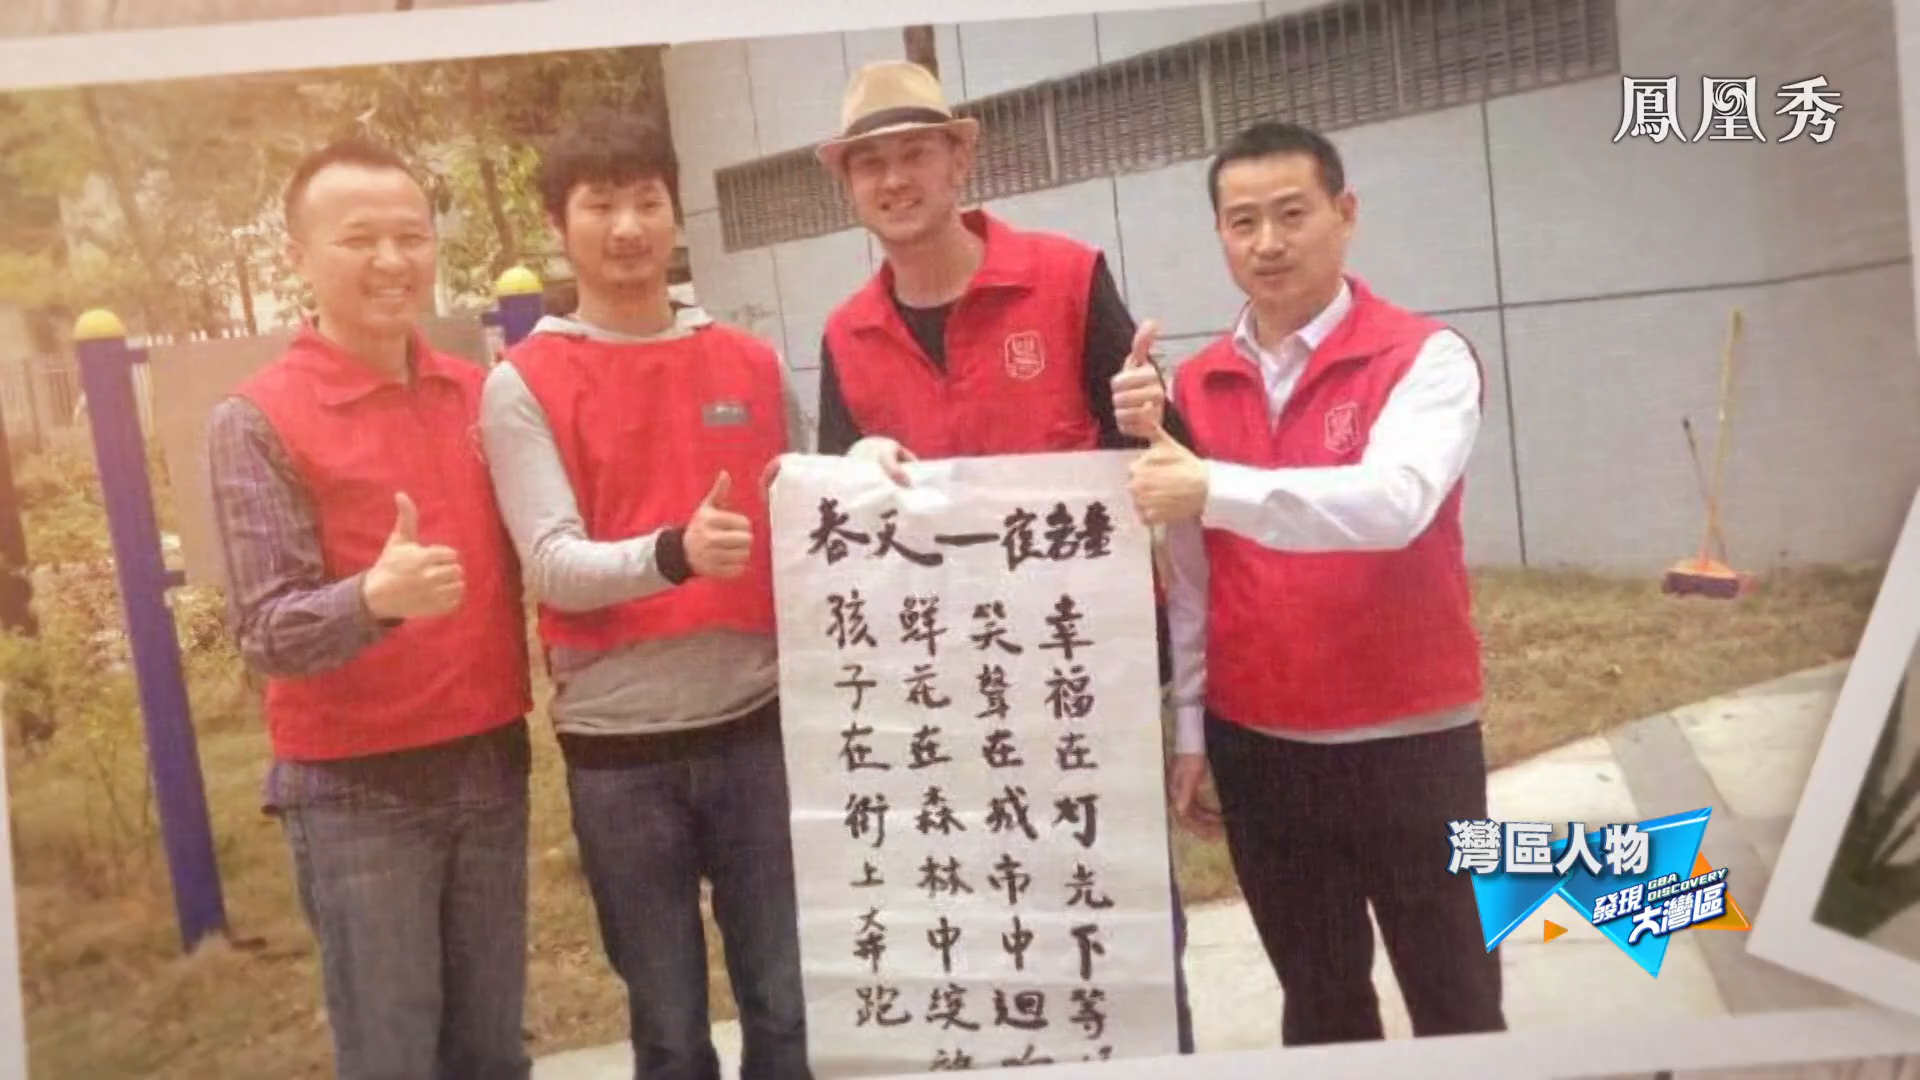 鳳凰秀
春天一
孩子在街上奔跑
鮮花在森林中綻
笑聲在城市中迴
幸福在灯光下等
灣區人物
GBA
DISCOVERY
發現
大灣區